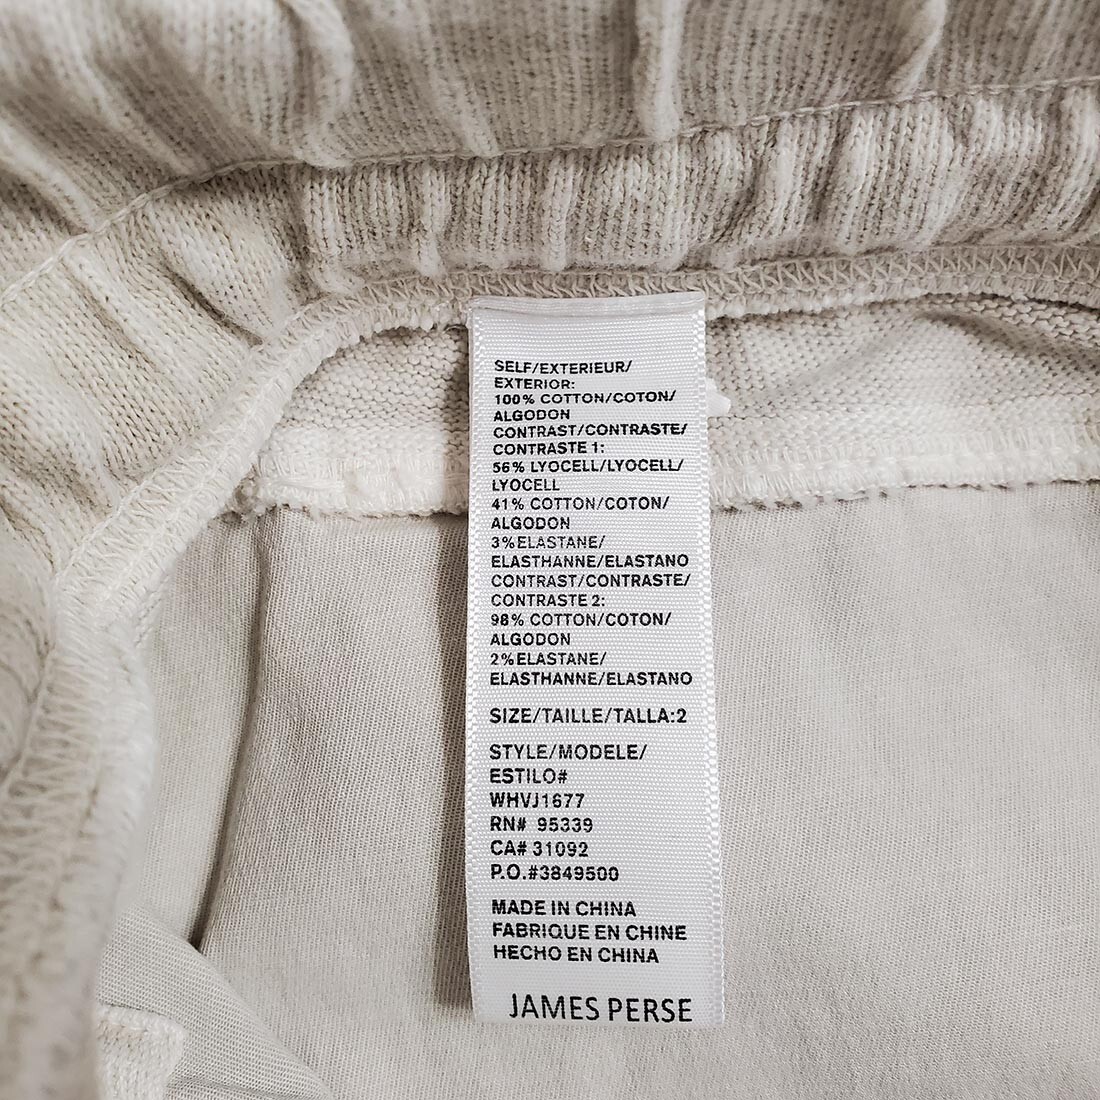 SELF/EXTERIEUR/
EXTERIOR:
100% COTTON/COTON/
ALGODON
CONTRAST/CONTRASTE/
CONTRASTE 1:
56% LYOCELL/LYOCELL/
LYOCELL
41% COTTON/COTON/
ALGODON
3%ELASTANE/
ELASTHANNE/ELASTANO
CONTRAST/CONTRASTE/
CONTRASTE 2:
98% COTTON/COTON/
ALGODON
2%ELASTANE/
ELASTHANNE/ELASTANO
SIZE/TAILLE/TALLA:2
STYLE/MODELE/
ESTILO#
WHVJ1677
RN# 95339
CA# 31092
P.O.#3849500
MADE IN CHINA
FABRIQUE EN CHINE
HECHO EN CHINA
JAMES PERSE